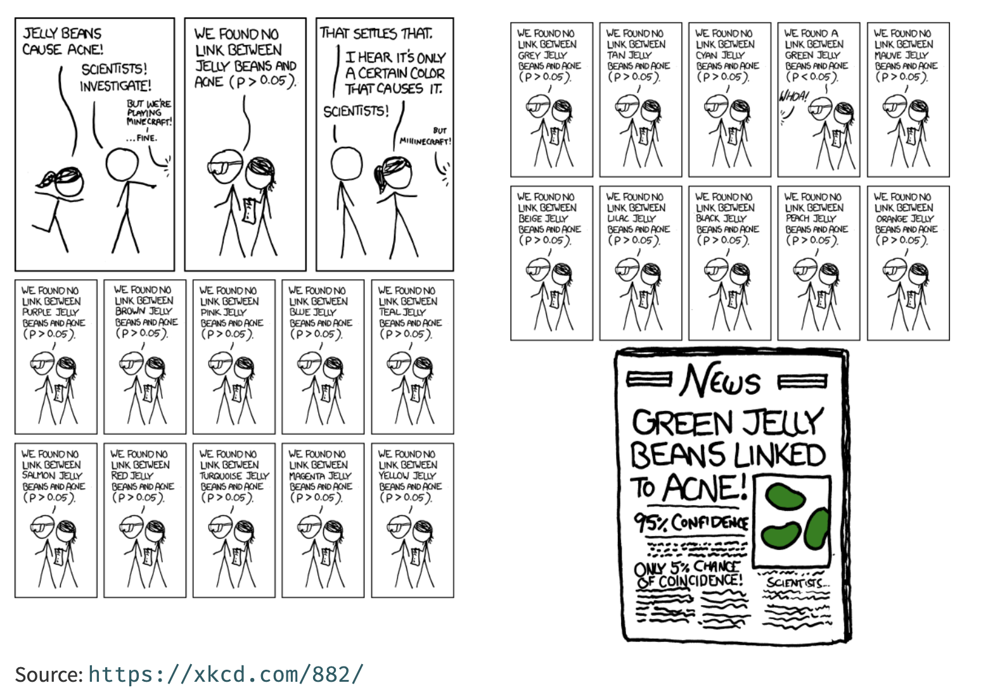 JELLY BEANS
CAUSE ACNE!
SCIENTISTS!
INVESTIGATE!
BUT WE'RE
PLAYING
MINECRAFT!
...FINE.
WE FOUND NO
LINK BETWEEN
JELLY BEANS AND
ACNE (P > 0.05).
THAT SETTLES THAT.
I HEAR IT'S ONLY
A CERTAIN COLOR
THAT CAUSES IT.
SCIENTISTS!
BUT
MIIIINECRAFT!
WE FOUND NO
LINK BETWEEN
PURPLE JELLY
BEANS AND ACNE
(P > 0.05).
WE FOUND NO
LINK BETWEEN
BROWN JELLY
BEANS AND ACNE
(P > 0.05).
WE FOUND NO
LINK BETWEEN
PINK JELLY
BEANS AND ACNE
(P > 0.05).
WE FOUND NO
LINK BETWEEN
BLUE JELLY
BEANS AND ACNE
(P > 0.05).
WE FOUND NO
LINK BETWEEN
TEAL JELLY
BEANS AND ACNE
(P > 0.05).
WE FOUND NO
LINK BETWEEN
SALMON JELLY
BEANS AND ACNE
(P > 0.05).
WE FOUND NO
LINK BETWEEN
RED JELLY
BEANS AND ACNE
(P > 0.05).
WE FOUND NO
LINK BETWEEN
TURQUOISE JELLY
BEANS AND ACNE
(P > 0.05).
WE FOUND NO
LINK BETWEEN
MAGENTA JELLY
BEANS AND ACNE
(P > 0.05).
WE FOUND NO
LINK BETWEEN
YELLOW JELLY
BEANS AND ACNE
(P > 0.05).
WE FOUND NO
LINK BETWEEN
GREY JELLY
BEANS AND ACNE
(P > 0.05).
WE FOUND NO
LINK BETWEEN
TAN JELLY
BEANS AND ACNE
(P > 0.05).
WE FOUND NO
LINK BETWEEN
CYAN JELLY
BEANS AND ACNE
(P > 0.05).
WE FOUND A
LINK BETWEEN
GREEN JELLY
BEANS AND ACNE
(P < 0.05).
WHOA!
WE FOUND NO
LINK BETWEEN
MAUVE JELLY
BEANS AND ACNE
(P > 0.05).
WE FOUND NO
LINK BETWEEN
BEIGE JELLY
BEANS AND ACNE
(P > 0.05).
WE FOUND NO
LINK BETWEEN
LILAC JELLY
BEANS AND ACNE
(P > 0.05).
WE FOUND NO
LINK BETWEEN
BLACK JELLY
BEANS AND ACNE
(P > 0.05).
WE FOUND NO
LINK BETWEEN
PEACH JELLY
BEANS AND ACNE
(P > 0.05).
WE FOUND NO
LINK BETWEEN
ORANGE JELLY
BEANS AND ACNE
(P > 0.05).
NEWS
GREEN JELLY
BEANS LINKED
TO ACNE!
95% CONFIDENCE
ONLY 5% CHANCE
OF COINCIDENCE!
SCIENTISTS...
Source: https://xkcd.com/882/